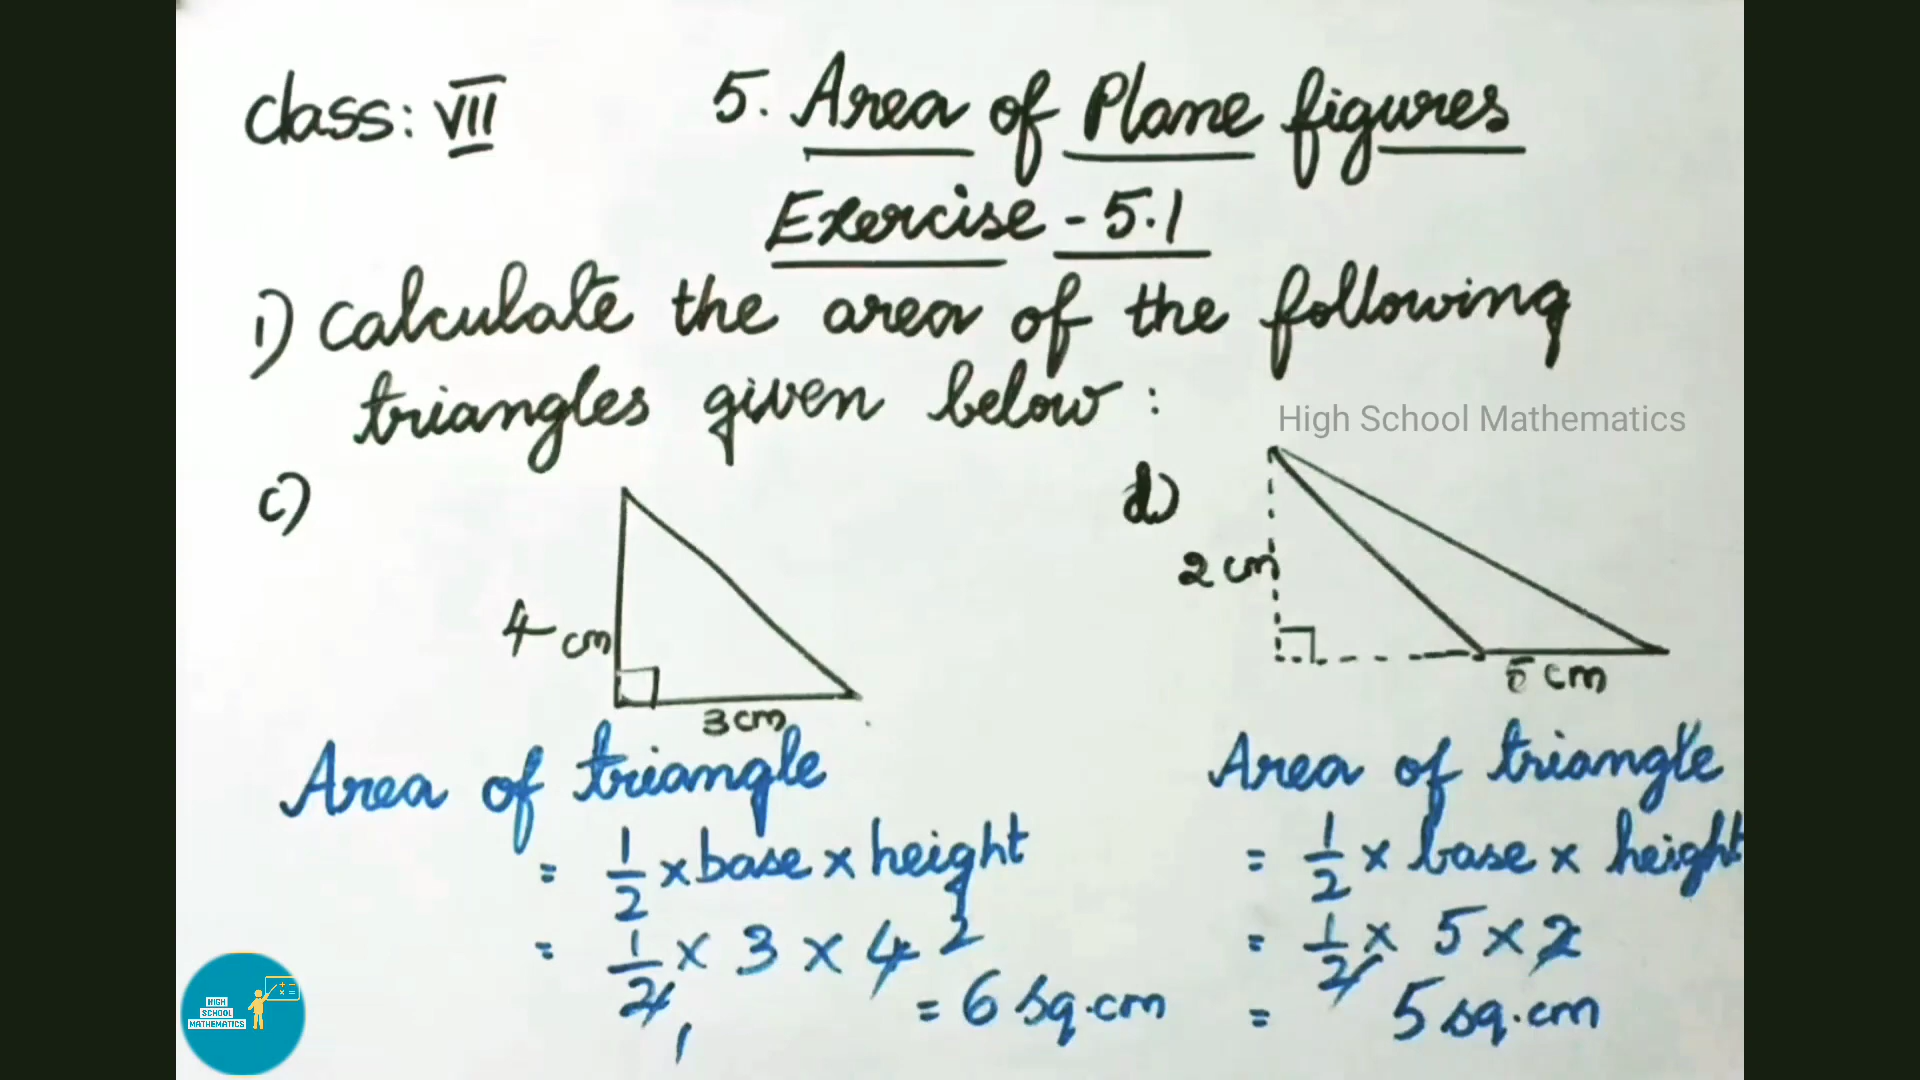 Class: VII
5. Area of Plane figures
Exercise - 5.1
1) Calculate the area of the following
triangles given below :
High School Mathematics
c)
4 cm
3 cm
d)
2 cm
5 cm
Area of triangle
= 1/2 × base × height
= 1/2 × 3 × 4 2
1
= 6 sq.cm
Area of triangle
= 1/2 × base × height
= 1/2 × 5 × 2
= 5 sq.cm
HIGH
SCHOOL
MATHEMATICS